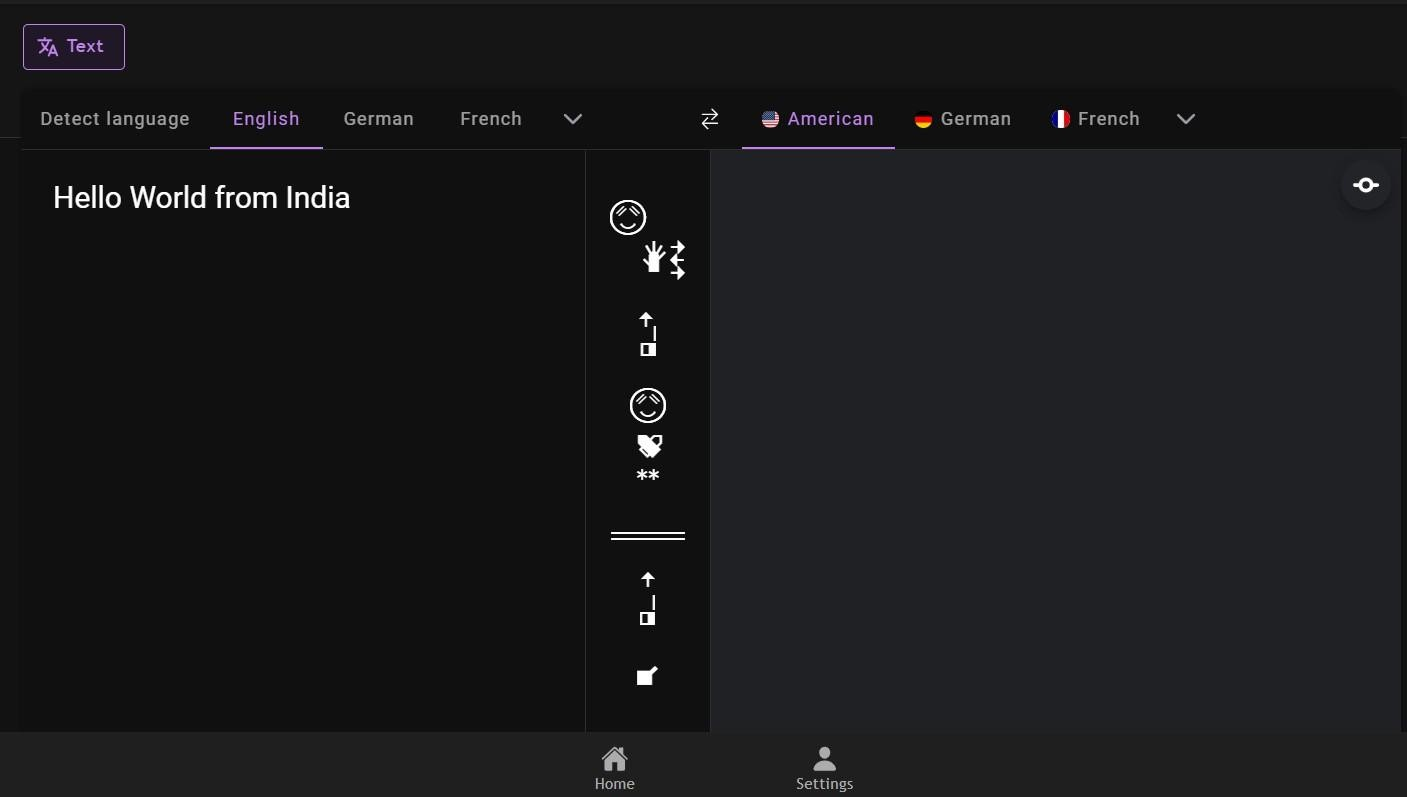 Text
Detect language English German French American German French
Hello World from India
Home Settings